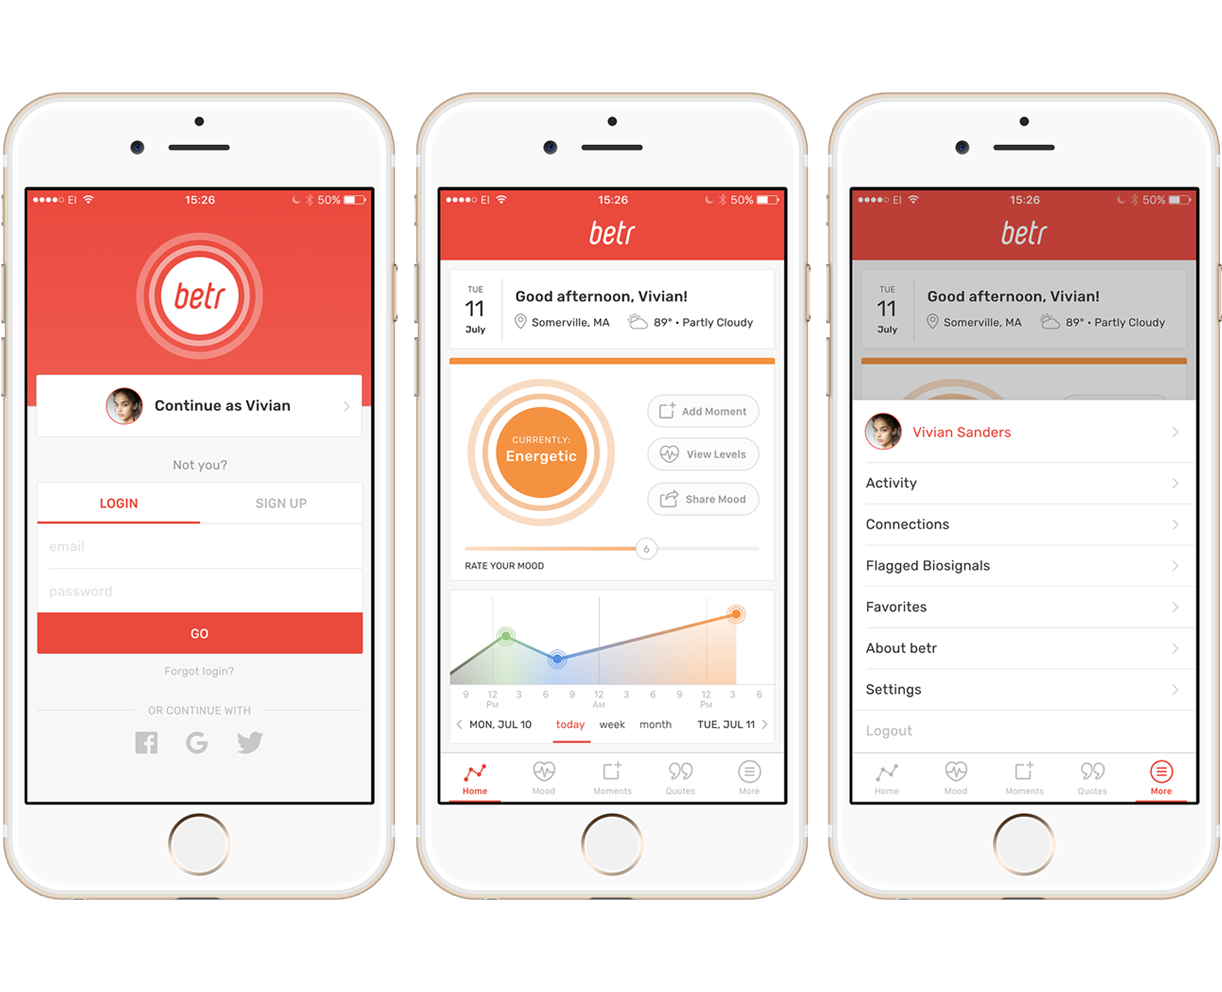 ●●●●○ EI 15:26 50%
betr
Continue as Vivian
Not you?
LOGIN SIGN UP
email
password
GO
Forgot login?
OR CONTINUE WITH
●●●●○ EI 15:26 50%
betr
TUE
11
July
Good afternoon, Vivian!
Somerville, MA 89° • Partly Cloudy
CURRENTLY:
Energetic
Add Moment
View Levels
Share Mood
6
RATE YOUR MOOD
9 12 3 6 9 12 3 6 9 12 3 6
PM AM PM
MON, JUL 10 today week month TUE, JUL 11
Home Mood Moments Quotes More
●●●●○ EI 15:26 50%
betr
TUE
11
July
Good afternoon, Vivian!
Somerville, MA 89° • Partly Cloudy
Vivian Sanders
Activity
Connections
Flagged Biosignals
Favorites
About betr
Settings
Logout
Home Mood Moments Quotes More